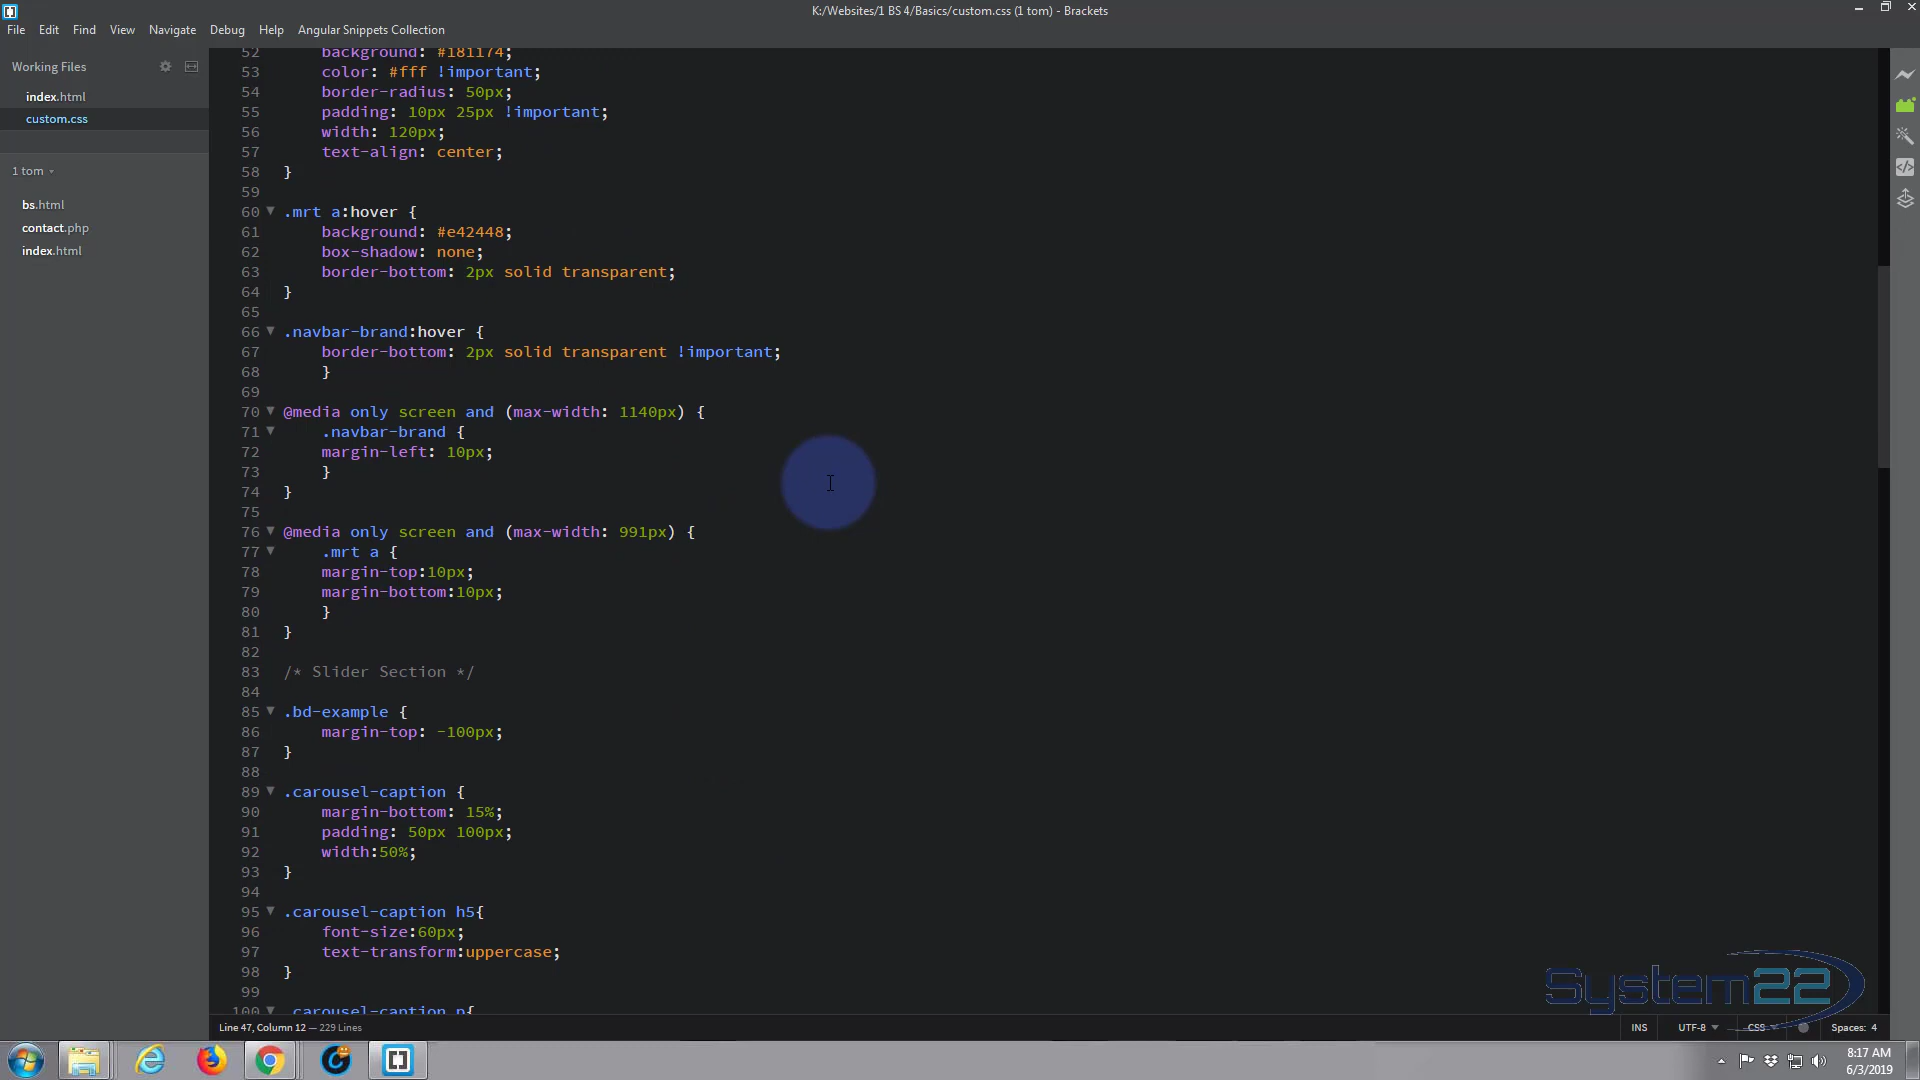 K:/Websites/1 BS 4/Basics/custom.css (1 tom) - Brackets
File Edit Find View Navigate Debug Help Angular Snippets Collection
Working Files
index.html
custom.css
1 tom
bs.html
contact.php
index.html
52 background: #181174;
53 color: #fff !important;
54 border-radius: 50px;
55 padding: 10px 25px !important;
56 width: 120px;
57 text-align: center;
58 }
59
60 .mrt a:hover {
61 background: #e42448;
62 box-shadow: none;
63 border-bottom: 2px solid transparent;
64 }
65
66 .navbar-brand:hover {
67 border-bottom: 2px solid transparent !important;
68 }
69
70 @media only screen and (max-width: 1140px) {
71 .navbar-brand {
72 margin-left: 10px;
73 }
74 }
75
76 @media only screen and (max-width: 991px) {
77 .mrt a {
78 margin-top:10px;
79 margin-bottom:10px;
80 }
81 }
82
83 /* Slider Section */
84
85 .bd-example {
86 margin-top: -100px;
87 }
88
89 .carousel-caption {
90 margin-bottom: 15%;
91 padding: 50px 100px;
92 width:50%;
93 }
94
95 .carousel-caption h5{
96 font-size:60px;
97 text-transform:uppercase;
98 }
99
100 .carousel-caption p{
System22
Line 47, Column 12 — 229 Lines
INS UTF-8 CSS Spaces: 4
8:17 AM
6/3/2019